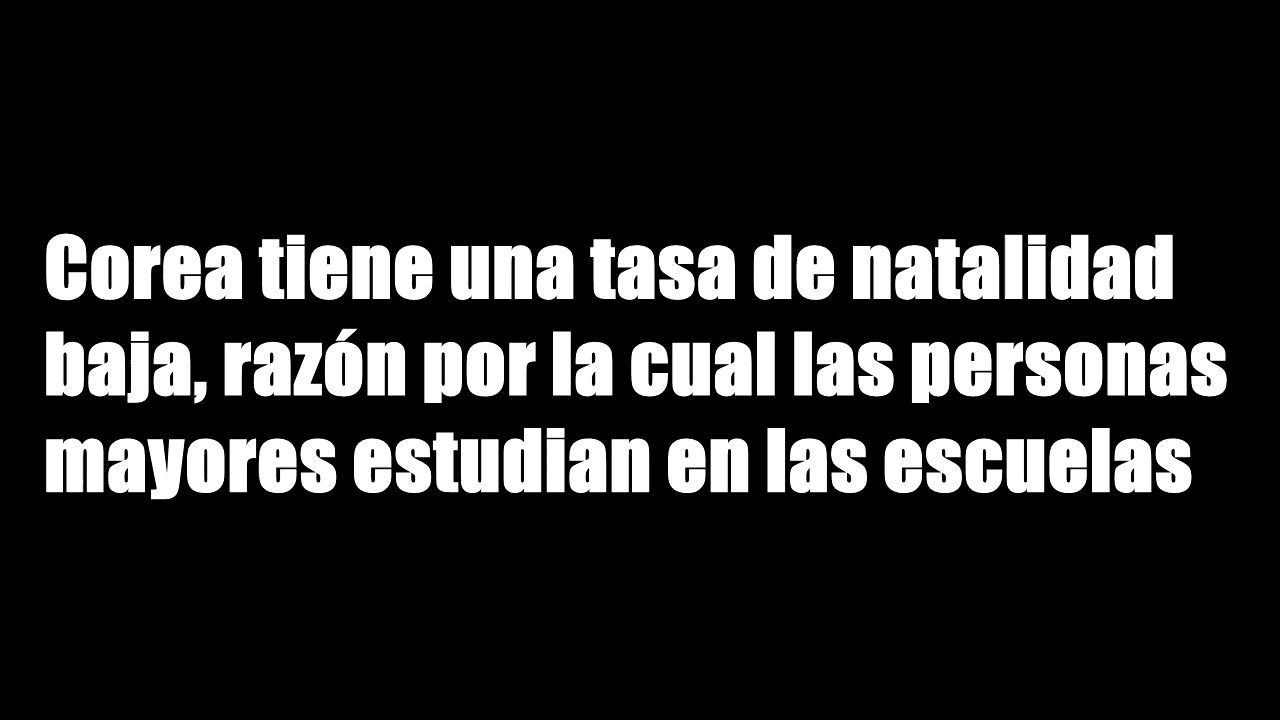 Corea tiene una tasa de natalidad
baja, razón por la cual las personas
mayores estudian en las escuelas